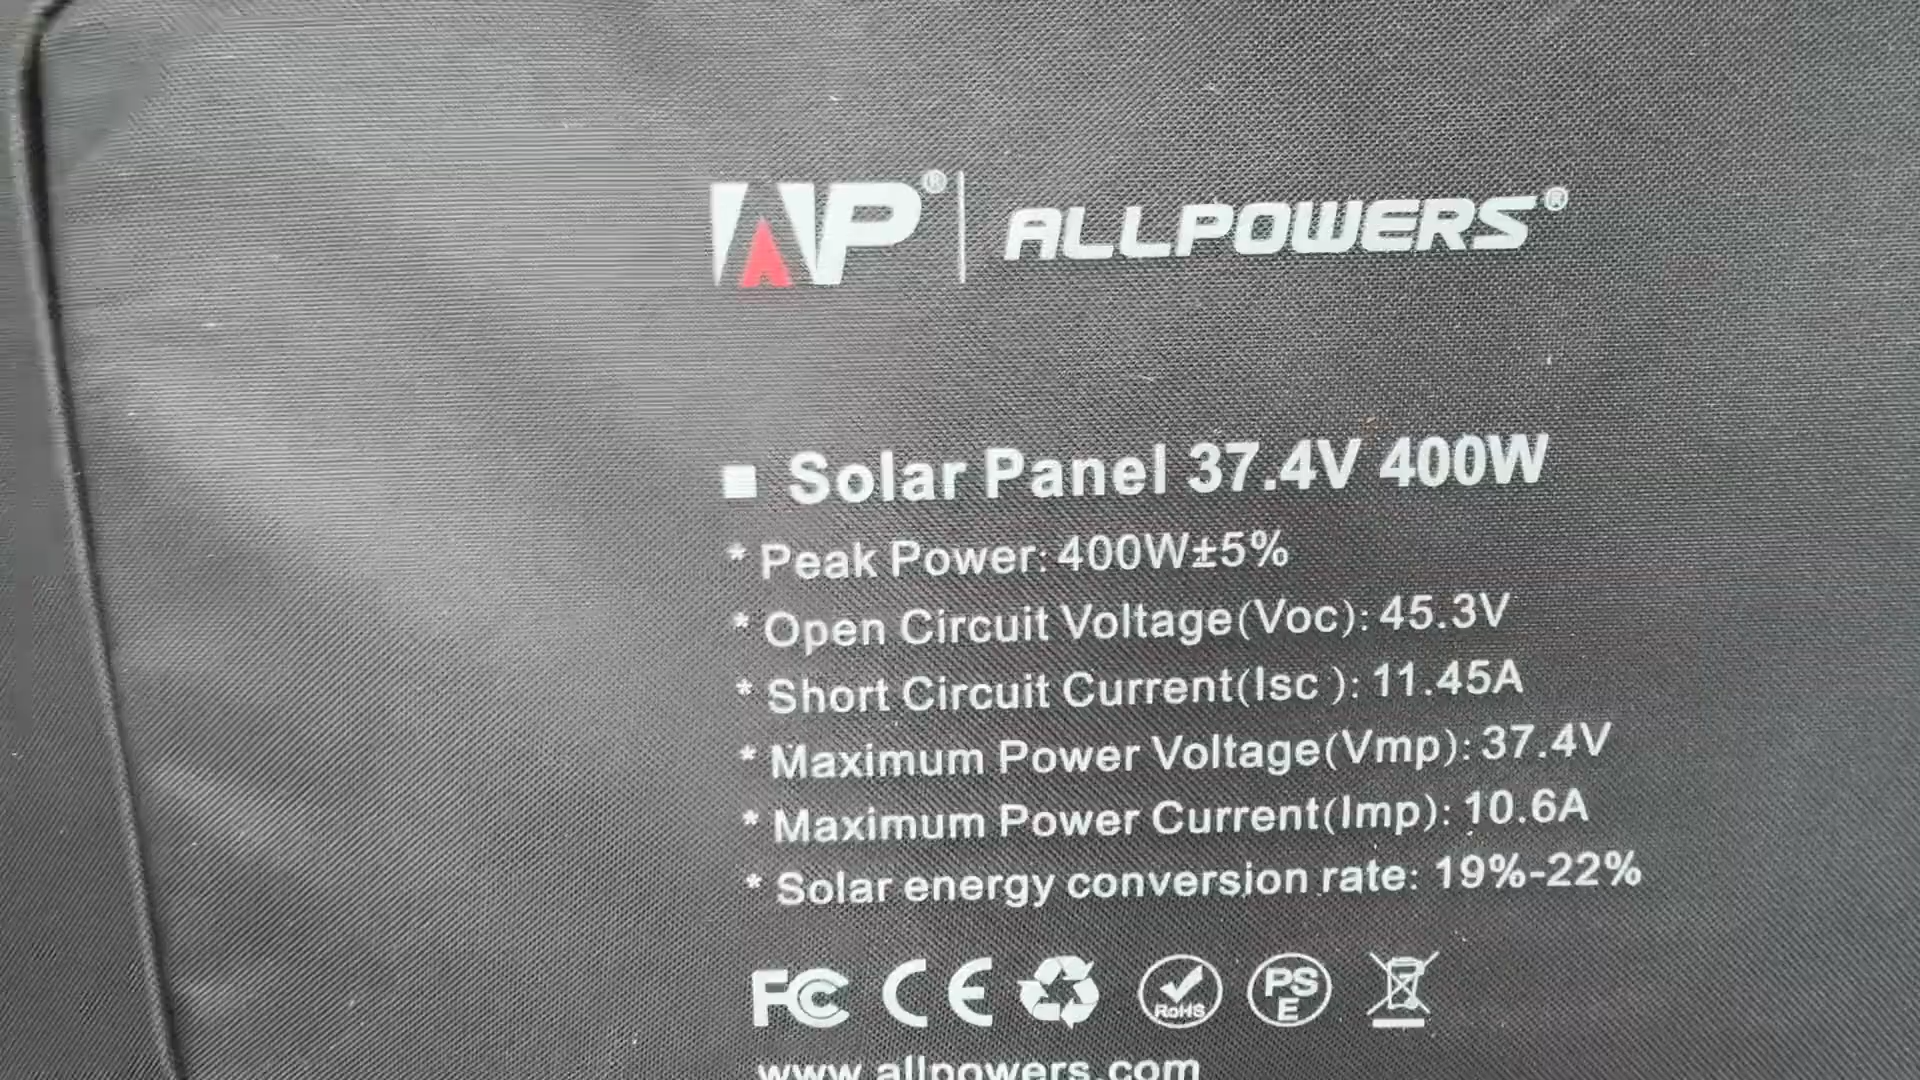 AP® | ALLPOWERS®
■ Solar Panel 37.4V 400W
* Peak Power: 400W±5%
* Open Circuit Voltage(Voc): 45.3V
* Short Circuit Current(Isc ): 11.45A
* Maximum Power Voltage(Vmp): 37.4V
* Maximum Power Current(Imp): 10.6A
* Solar energy conversion rate: 19%-22%
FC CE RoHS PSE
www.allpowers.com